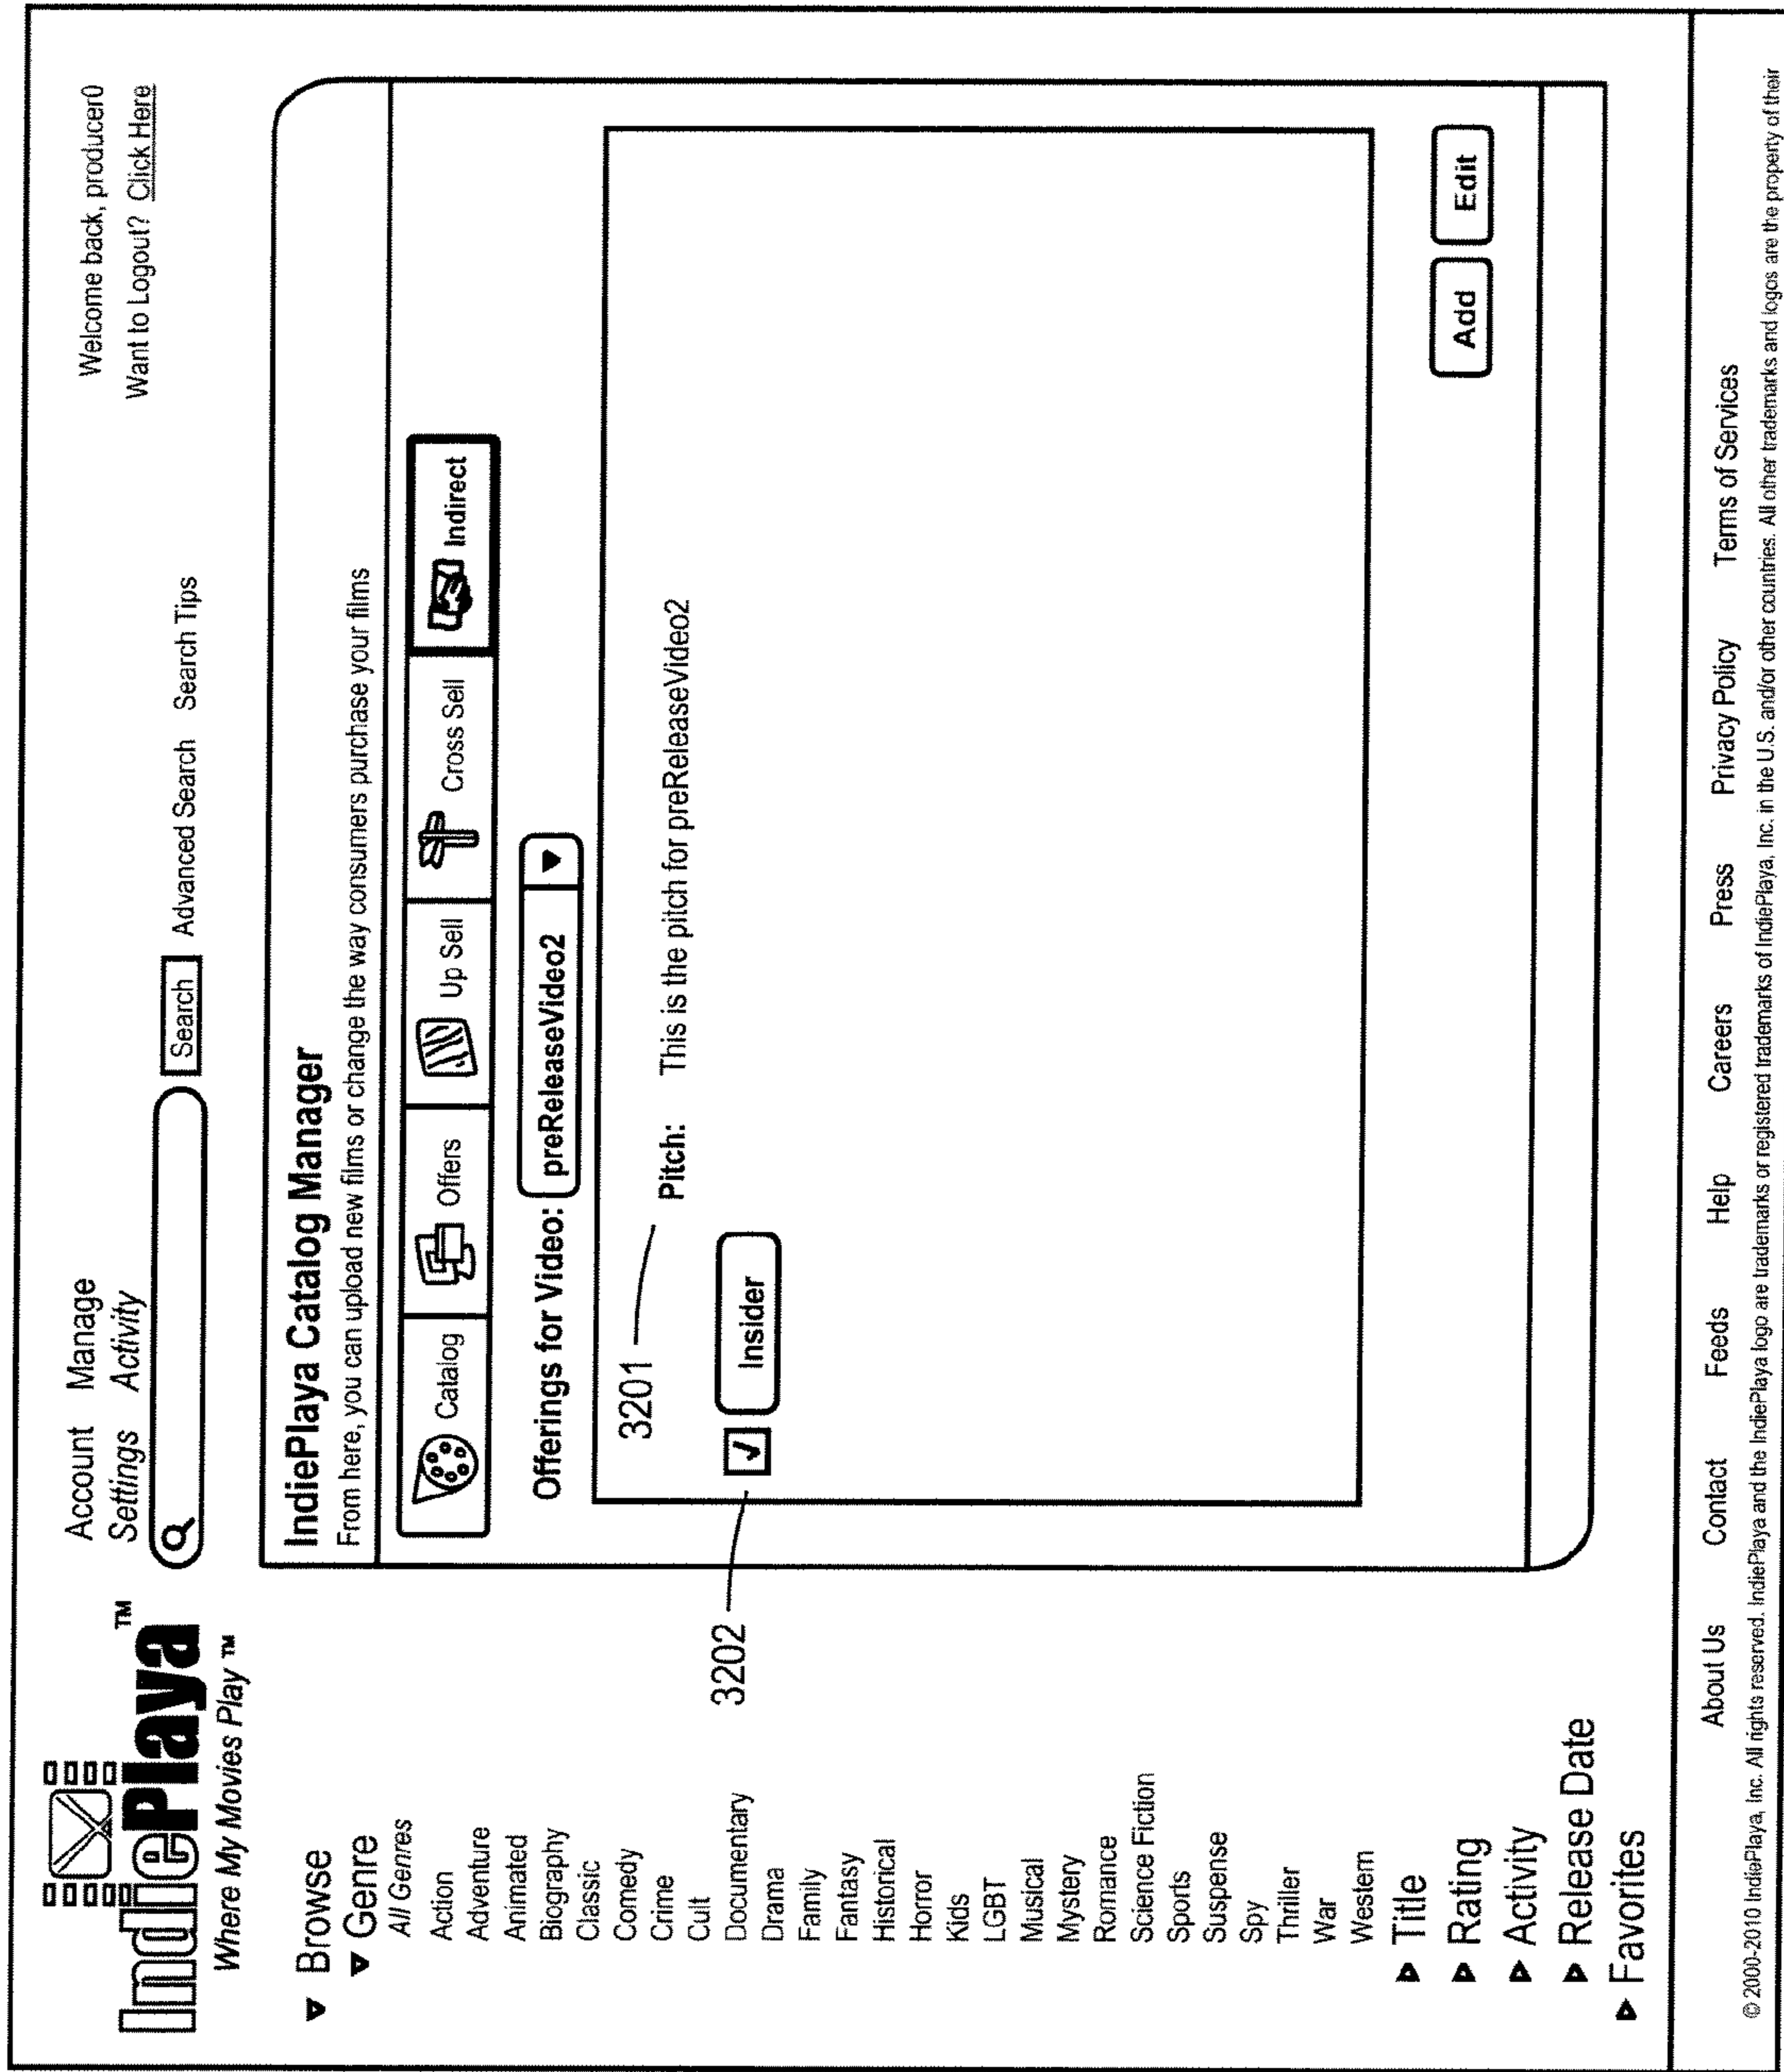 IndiePlaya™
Where My Movies Play™
Account Manage
Settings Activity
Search Advanced Search Search Tips
Welcome back, producer0
Want to Logout? Click Here
Browse
Genre
All Genres
Action
Adventure
Animated
Biography
Classic
Comedy
Crime
Cult
Documentary
Drama
Family
Fantasy
Historical
Horror
Kids
LGBT
Musical
Mystery
Romance
Science Fiction
Sports
Suspense
Spy
Thriller
War
Western
Title
Rating
Activity
Release Date
Favorites
IndiePlaya Catalog Manager
From here, you can upload new films or change the way consumers purchase your films
Catalog Offers Up Sell Cross Sell Indirect
Offerings for Video: preReleaseVideo2
3201
Pitch: This is the pitch for preReleaseVideo2
3202
Insider
Add Edit
About Us Contact Feeds Help Careers Press Privacy Policy Terms of Services
© 2000-2010 IndiePlaya, Inc. All rights reserved. IndiePlaya and the IndiePlaya logo are trademarks or registered trademarks of IndiePlaya, Inc. in the U.S. and/or other countries. All other trademarks and logos are the property of their